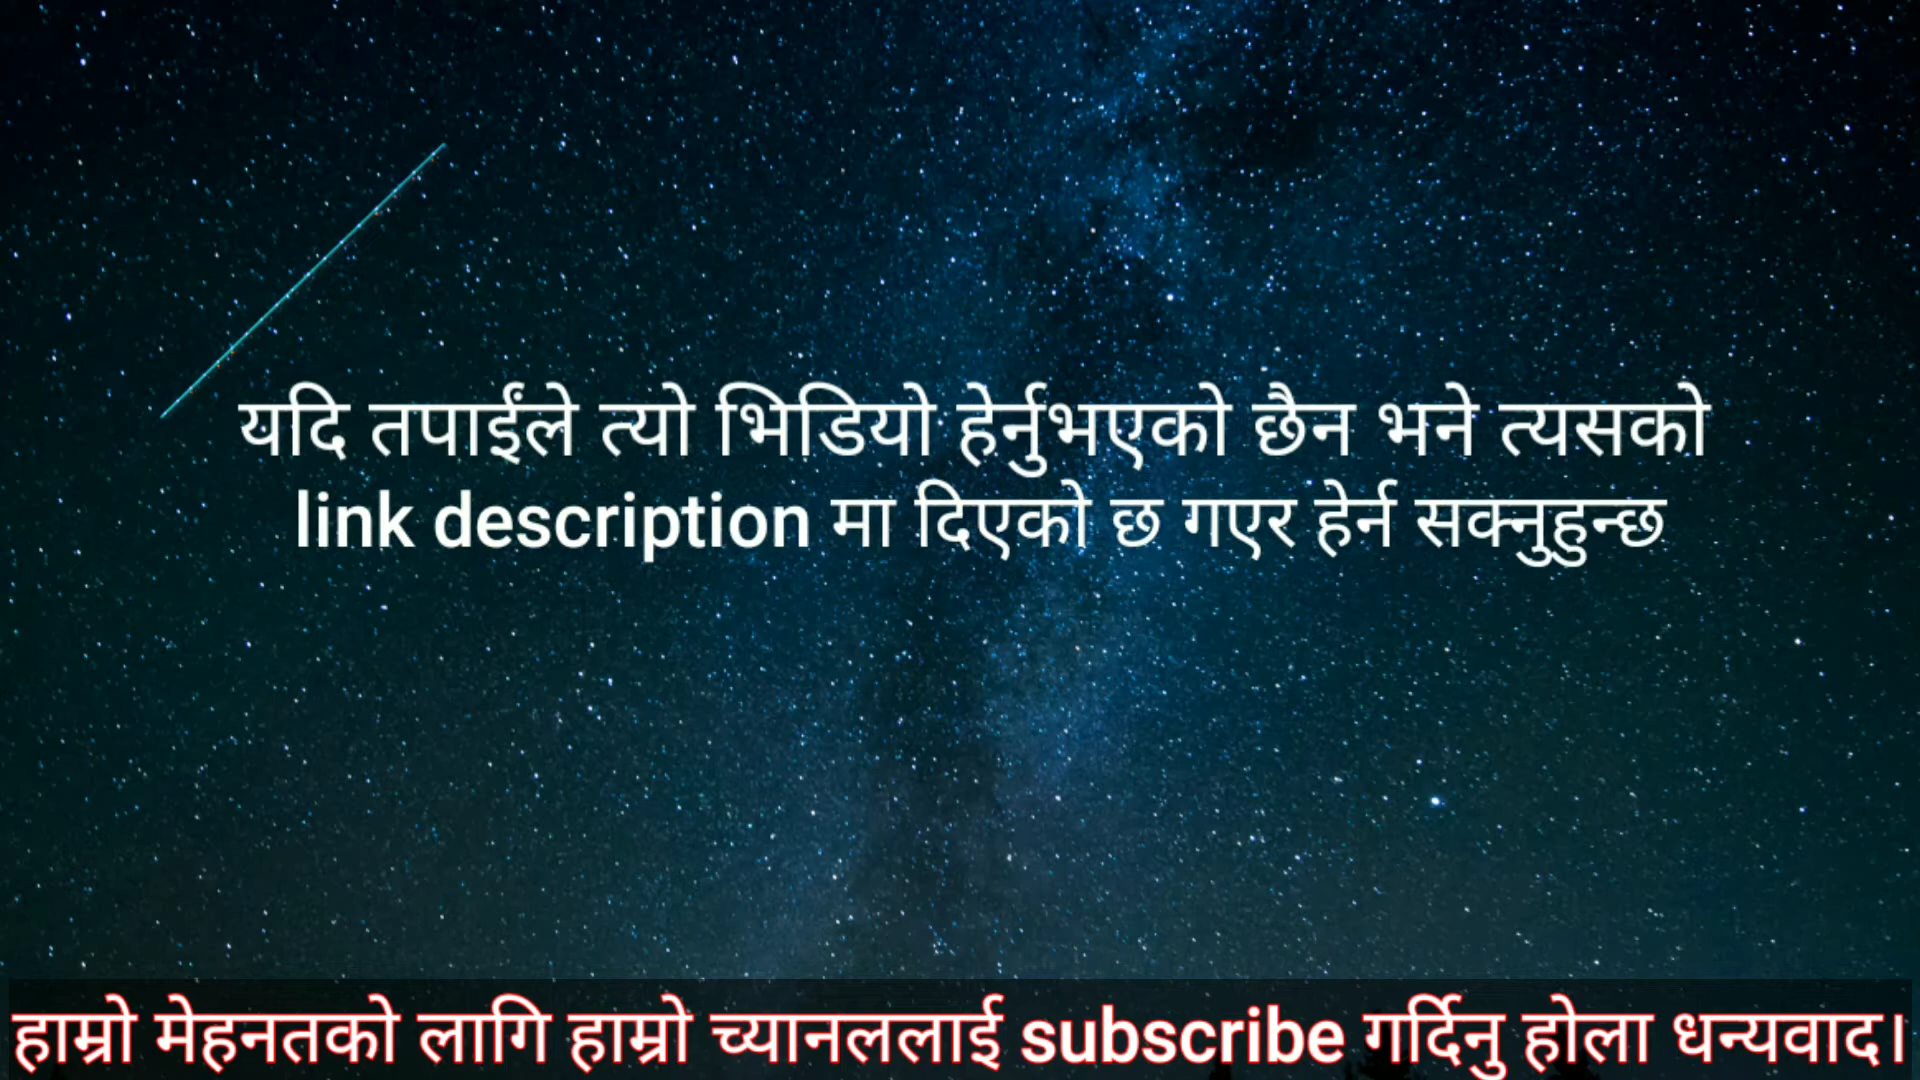 यदि तपाईंले त्यो भिडियो हेर्नुभएको छैन भने त्यसको
link description मा दिएको छ गएर हेर्न सक्नुहुन्छ
हाम्रो मेहनतको लागि हाम्रो च्यानललाई subscribe गर्दिनु होला धन्यवाद।